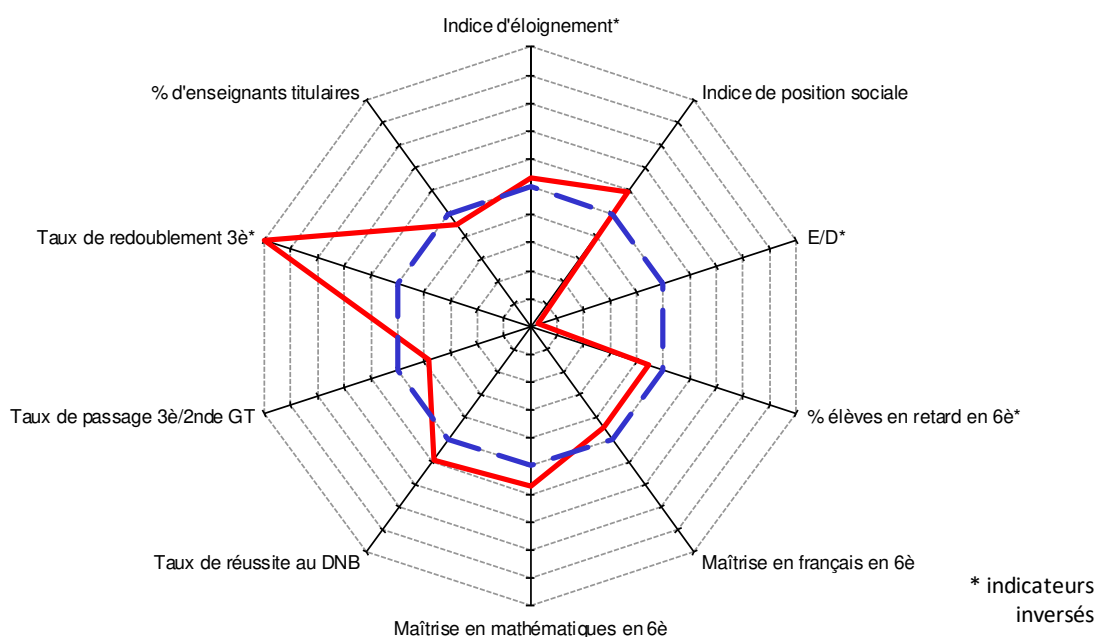 Indice d'éloignement*
% d'enseignants titulaires
Indice de position sociale
Taux de redoublement 3è*
E/D*
Taux de passage 3è/2nde GT
% élèves en retard en 6è*
Taux de réussite au DNB
Maîtrise en français en 6è
Maîtrise en mathématiques en 6è
* indicateurs
inversés